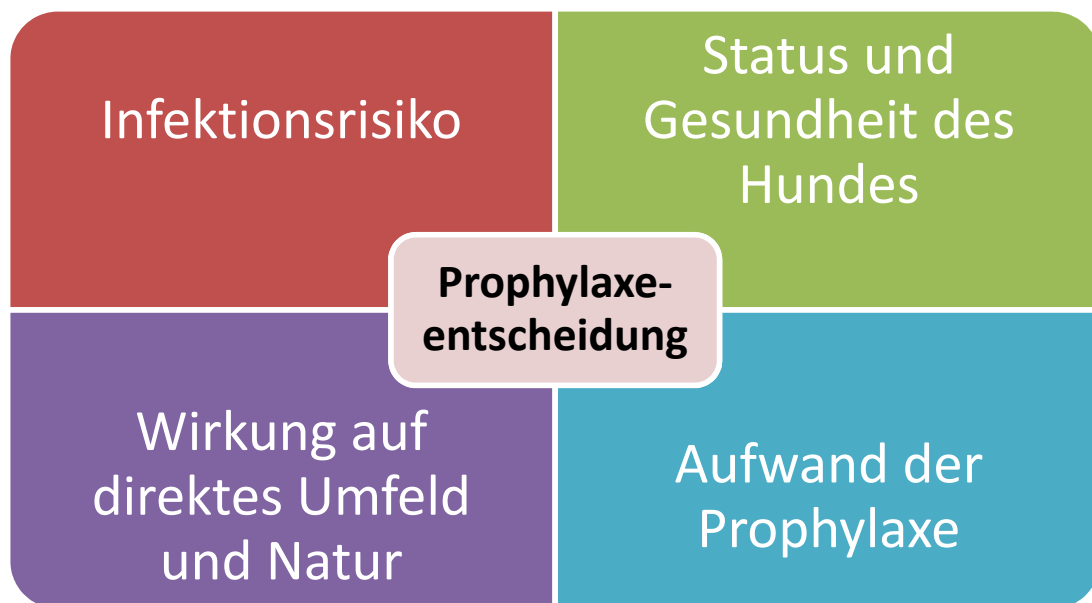 Infektionsrisiko
Status und
Gesundheit des
Hundes
Prophylaxe-
entscheidung
Wirkung auf
direktes Umfeld
und Natur
Aufwand der
Prophylaxe